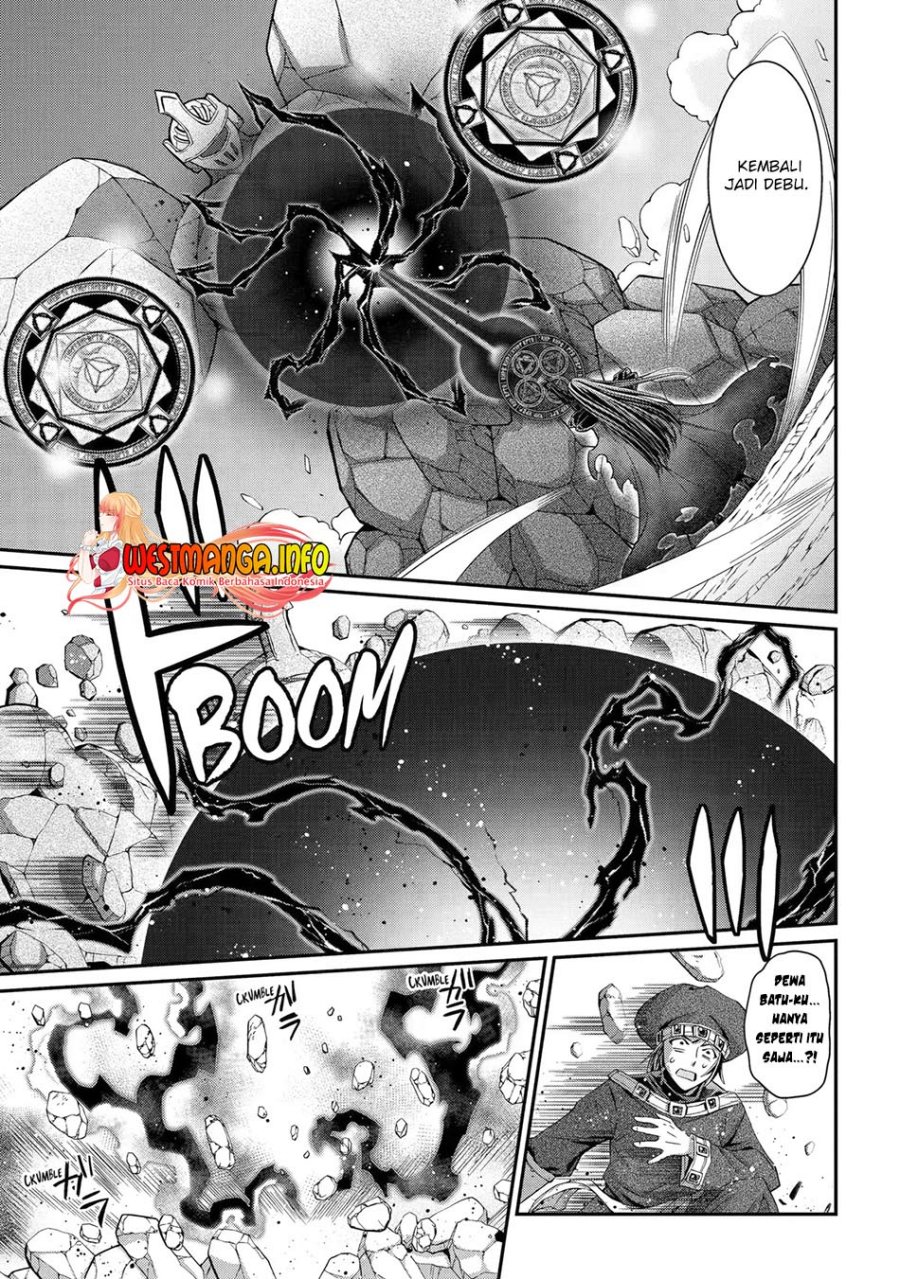 KEMBALI
JADI DEBU.
WESTMANGA.INFO
Situs Baca Komik Berbahasa Indonesia
BOOM
CRUMBLE
CRUMBLE
CRUMBLE
DEWA
BATU-KU...
HANYA
SEPERTI ITU
SAJA...?!